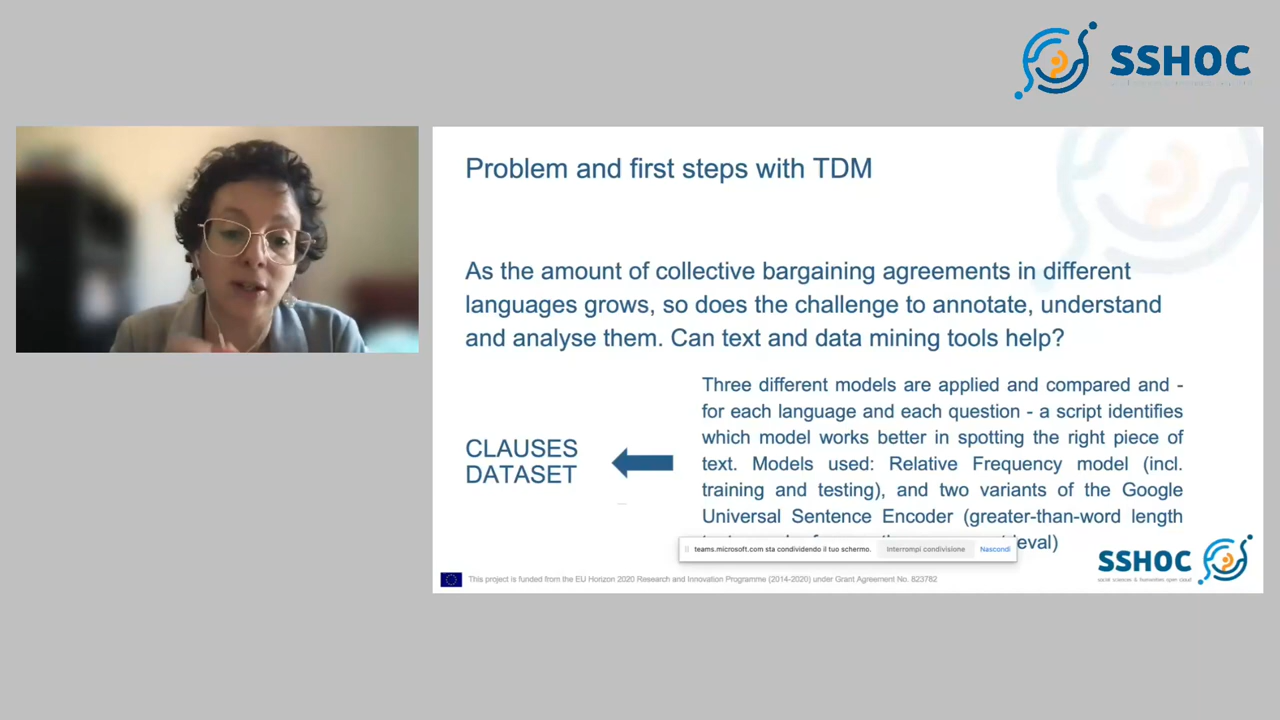 SSHOC
Problem and first steps with TDM
As the amount of collective bargaining agreements in different
languages grows, so does the challenge to annotate, understand
and analyse them. Can text and data mining tools help?
CLAUSES
DATASET
Three different models are applied and compared and -
for each language and each question - a script identifies
which model works better in spotting the right piece of
text. Models used: Relative Frequency model (incl.
training and testing), and two variants of the Google
Universal Sentence Encoder (greater-than-word length
teams.microsoft.com sta condividendo il tuo schermo. Interrompi condivisione Nascondi
SSHOC
social sciences & humanities open cloud
This project is funded from the EU Horizon 2020 Research and Innovation Programme (2014-2020) under Grant Agreement No. 823782